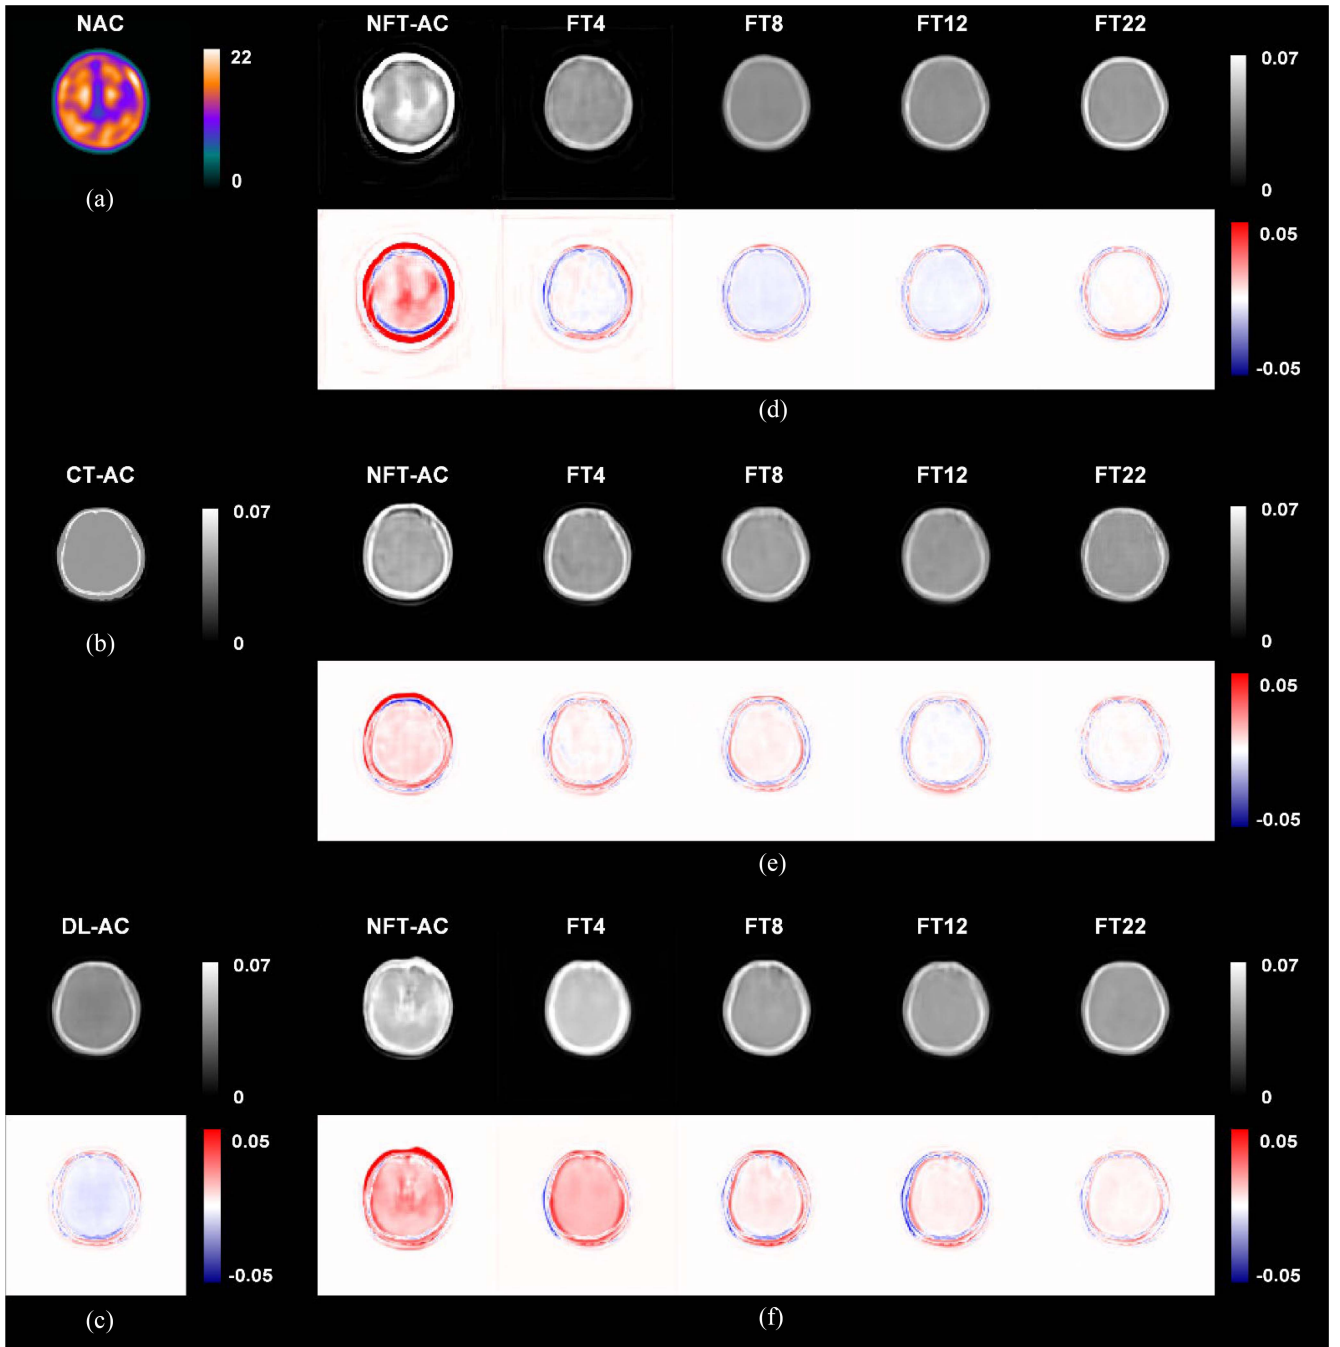 NAC NFT-AC FT4 FT8 FT12 FT22
22 0.07
0 0
(a)
0.05
-0.05
(d)
CT-AC NFT-AC FT4 FT8 FT12 FT22
0.07 0.07
0 0
(b)
0.05
-0.05
(e)
DL-AC NFT-AC FT4 FT8 FT12 FT22
0.07 0.07
0 0
0.05 0.05
-0.05 -0.05
(c) (f)